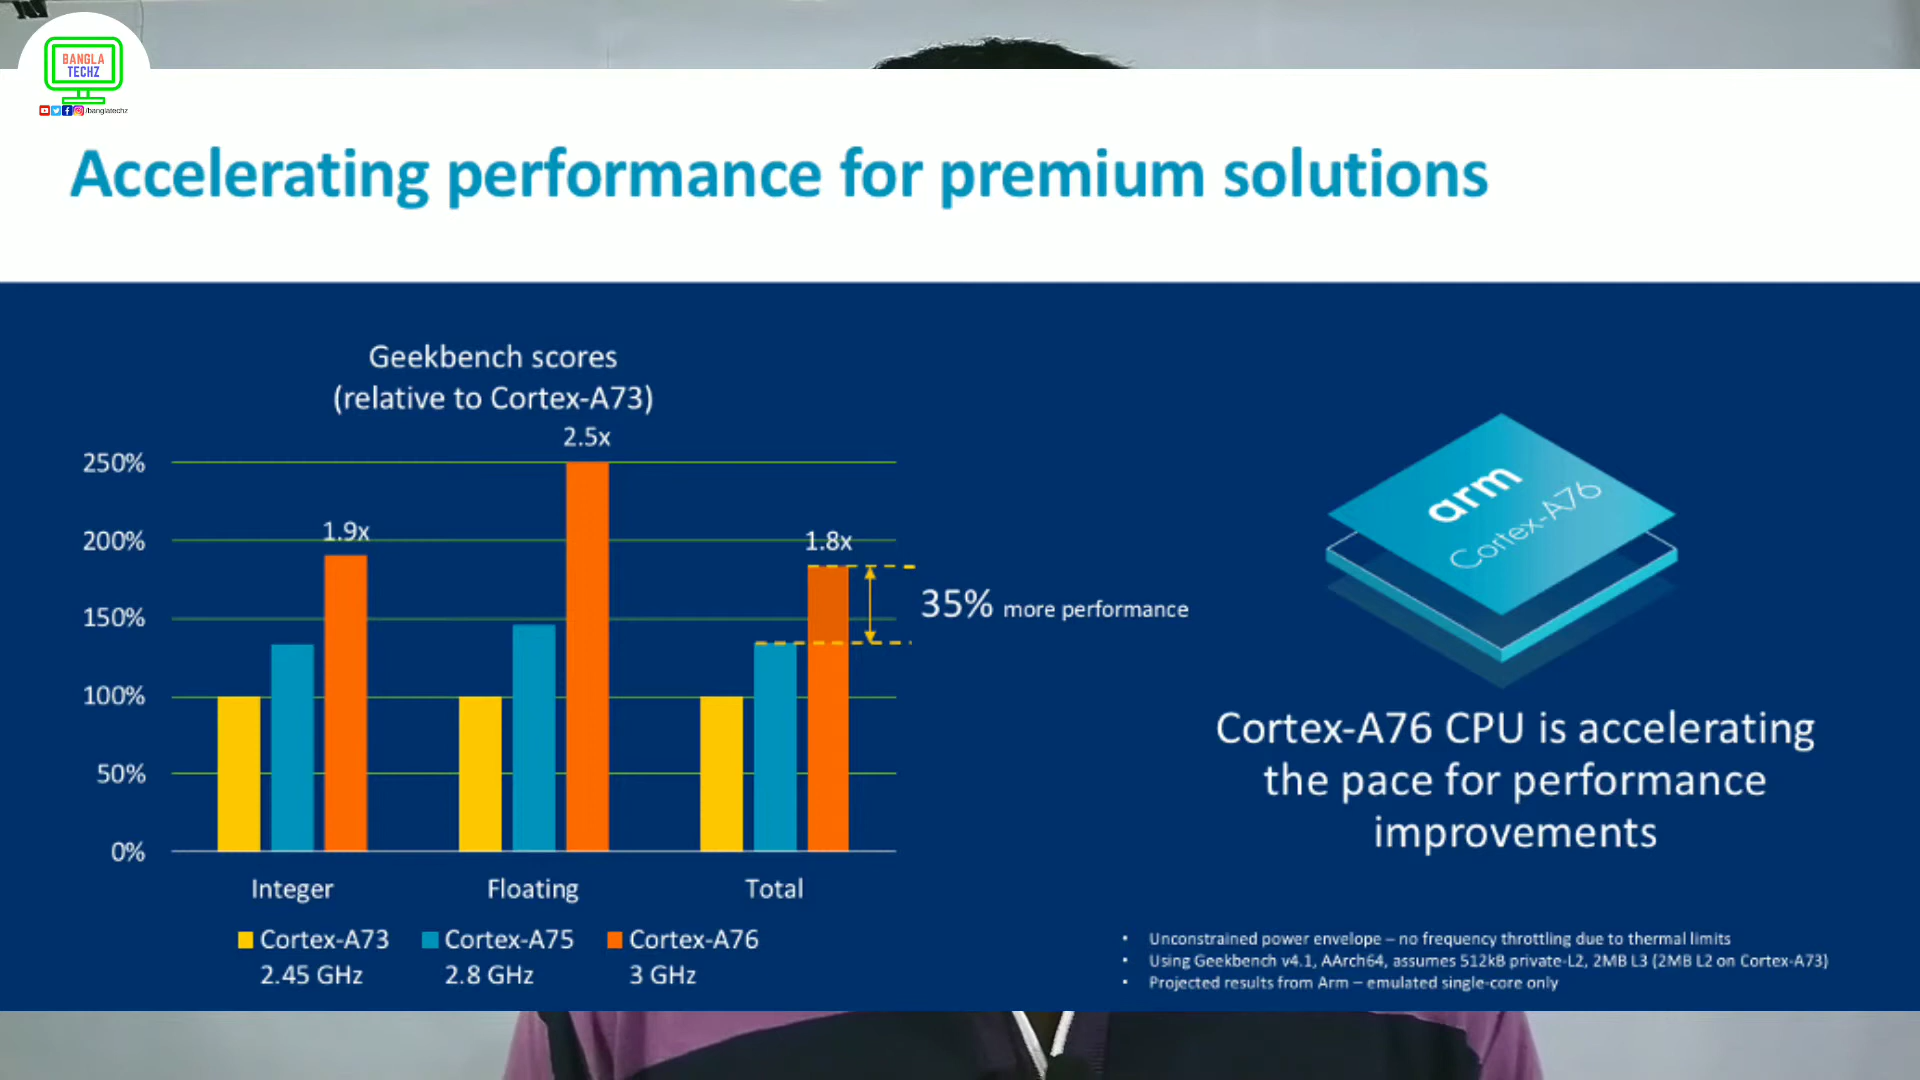 BANGLA
TECHZ
/banglatechz
Accelerating performance for premium solutions
Geekbench scores
(relative to Cortex-A73)
2.5x
250%
1.9x
200%
1.8x
150%
35% more performance
100%
50%
0%
Integer
Floating
Total
Cortex-A73
2.45 GHz
Cortex-A75
2.8 GHz
Cortex-A76
3 GHz
arm
Cortex-A76
Cortex-A76 CPU is accelerating
the pace for performance
improvements
• Unconstrained power envelope – no frequency throttling due to thermal limits
• Using Geekbench v4.1, AArch64, assumes 512kB private-L2, 2MB L3 (2MB L2 on Cortex-A73)
• Projected results from Arm – emulated single-core only